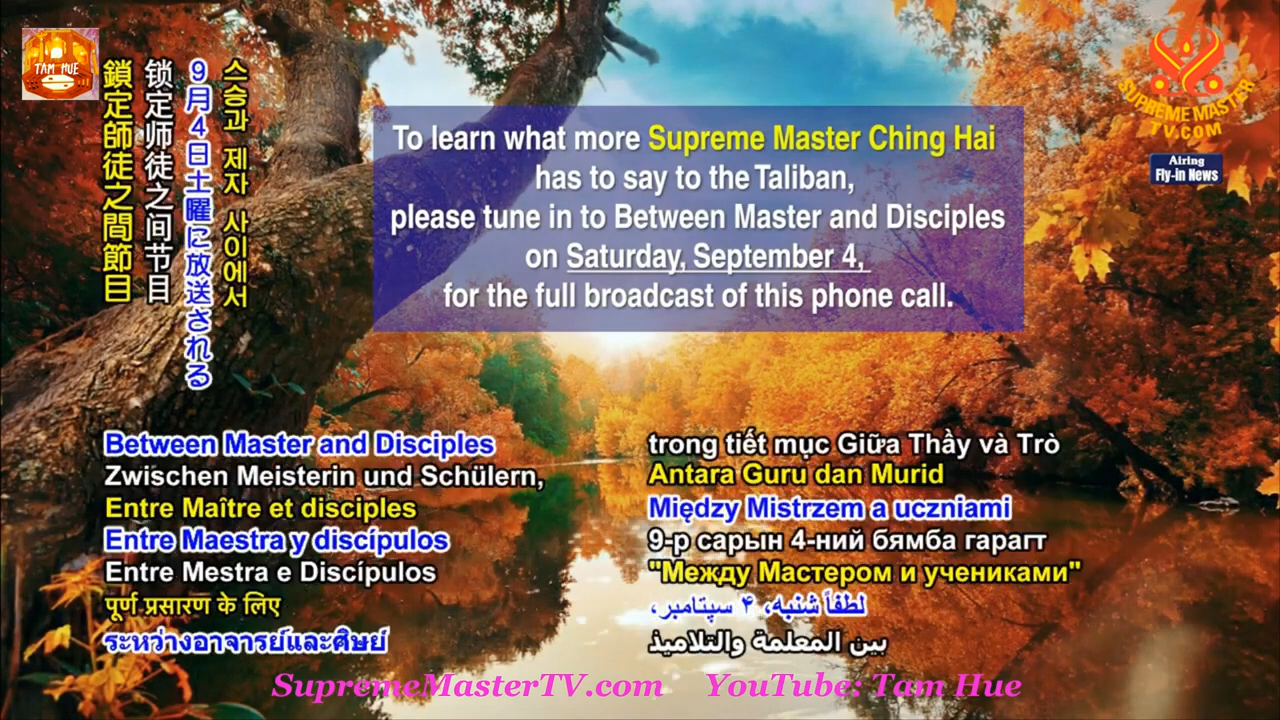 TAM HUE
鎖定師徒之間節目
锁定师徒之间节目
9月4日土曜に放送される
스승과 제자 사이에서
To learn what more Supreme Master Ching Hai
has to say to the Taliban,
please tune in to Between Master and Disciples
on Saturday, September 4,
for the full broadcast of this phone call.
SUPREME MASTER
TV.COM
Airing
Fly-in News
Between Master and Disciples
Zwischen Meisterin und Schülern,
Entre Maître et disciples
Entre Maestra y discípulos
Entre Mestra e Discípulos
पूर्ण प्रसारण के लिए
ระหว่างอาจารย์และศิษย์
trong tiết mục Giữa Thầy và Trò
Antara Guru dan Murid
Między Mistrzem a uczniami
9-р сарын 4-ний бямба гарагт
"Между Мастером и учениками"
لطفاً شنبه، ۴ سپتامبر،
بين المعلمة والتلاميذ
SupremeMasterTV.com YouTube: Tam Hue